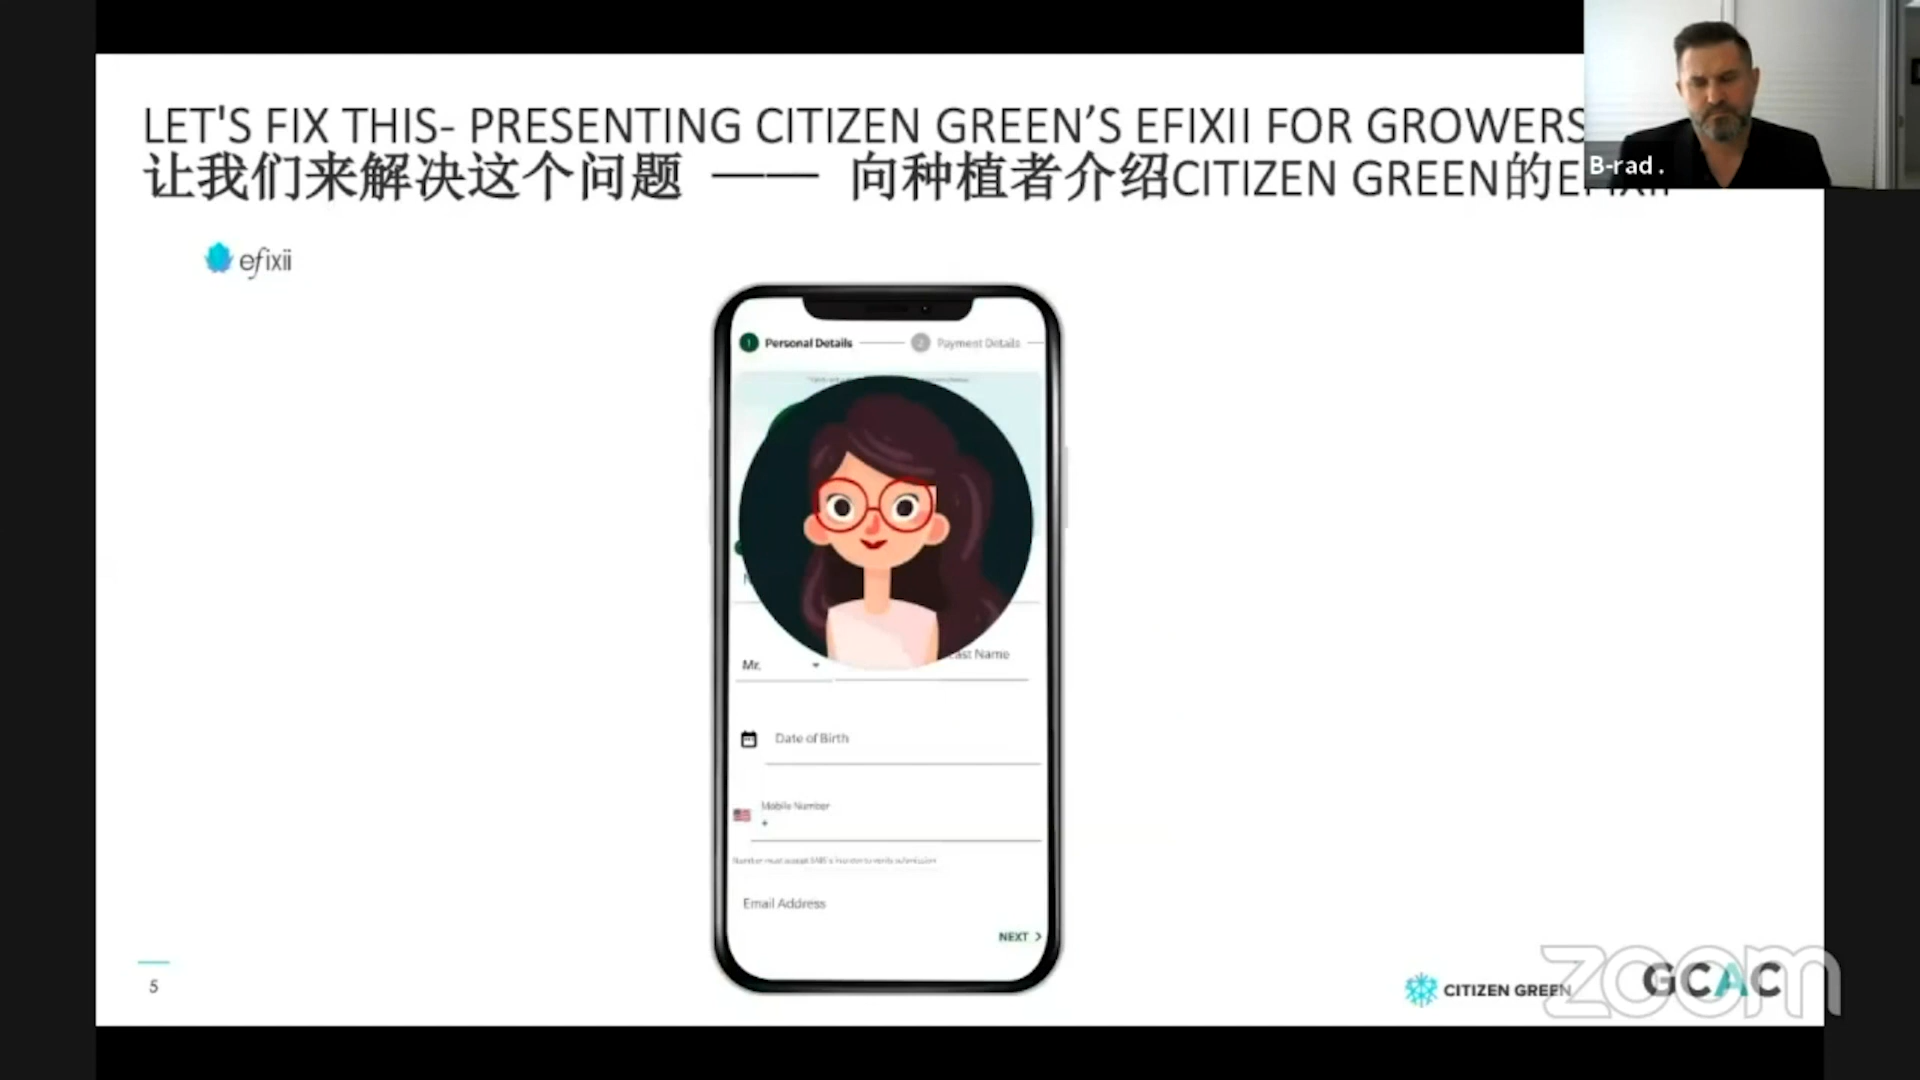 LET'S FIX THIS- PRESENTING CITIZEN GREEN’S EFIXII FOR GROWERS
让我们来解决这个问题 —— 向种植者介绍CITIZEN GREEN的EFIXII
B-rad .
efixii
1 Personal Details
2 Payment Details
Mr.
Last Name
Date of Birth
Mobile Number
+
Email Address
NEXT >
5
CITIZEN GREEN
GCAC
zoom